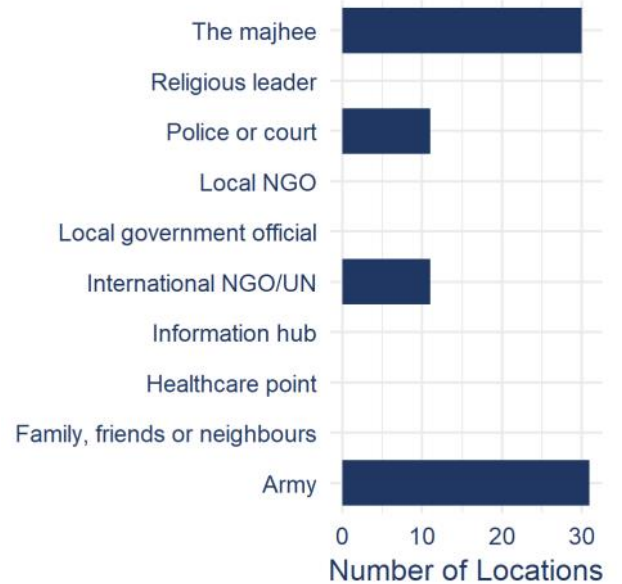 The majhee
Religious leader
Police or court
Local NGO
Local government official
International NGO/UN
Information hub
Healthcare point
Family, friends or neighbours
Army
0 10 20 30
Number of Locations